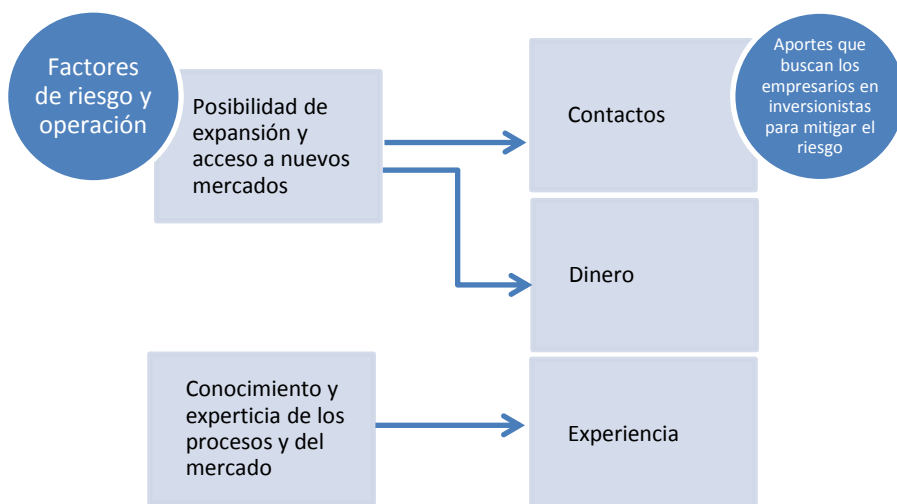 Factores
de riesgo y
operación
Posibilidad de
expansión y
acceso a nuevos
mercados
Contactos
Aportes que
buscan los
empresarios en
inversionistas
para mitigar el
riesgo
Dinero
Conocimiento y
experticia de los
procesos y del
mercado
Experiencia